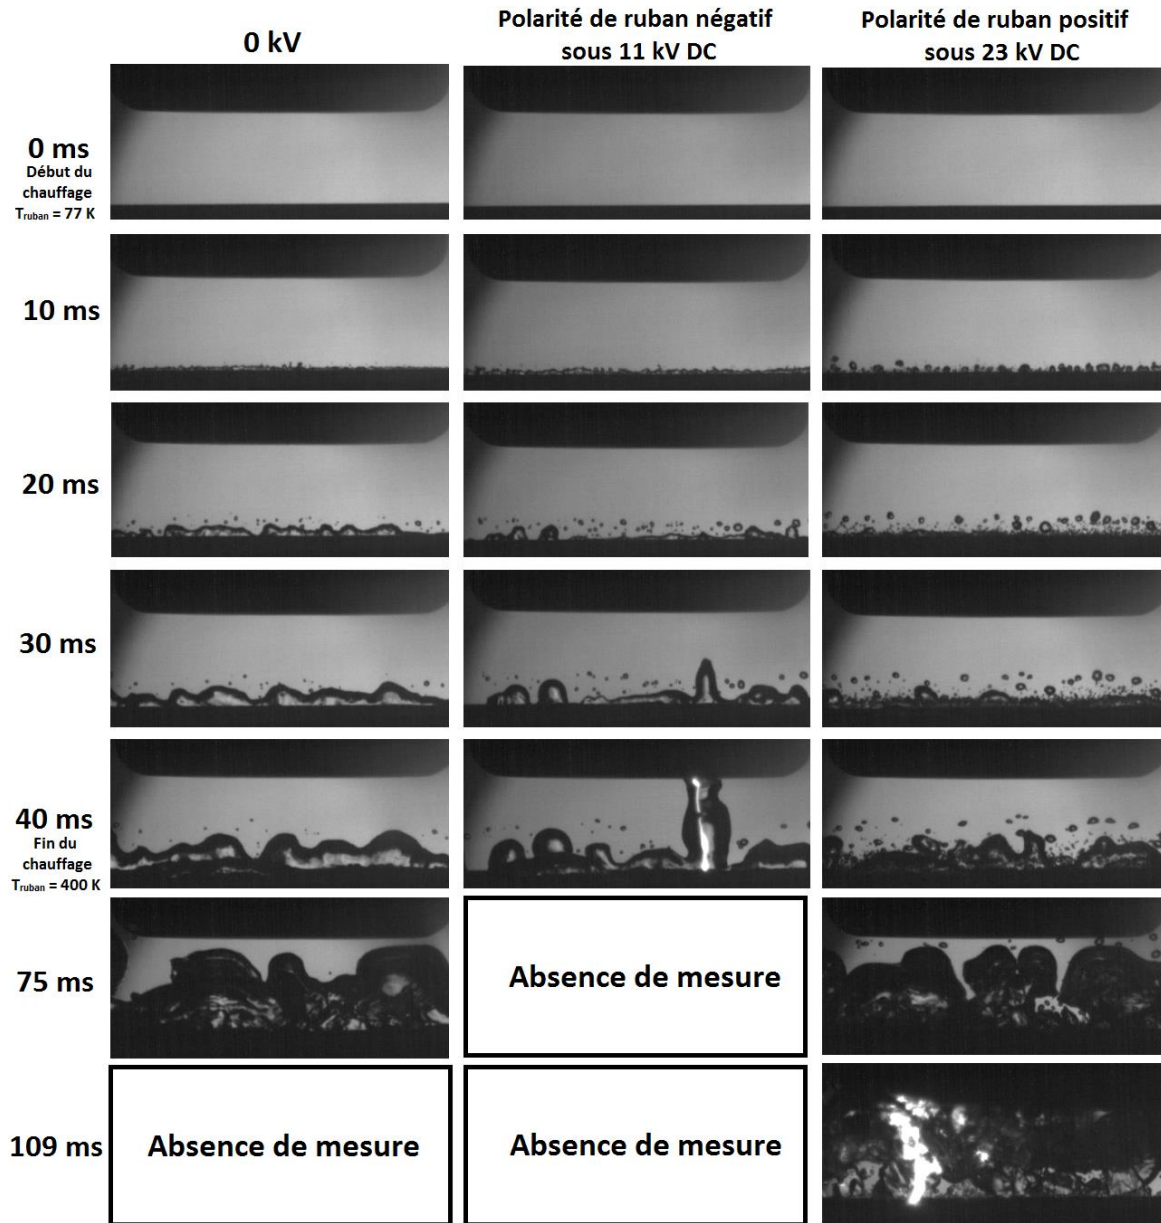 0 kV
Polarité de ruban négatif
sous 11 kV DC
Polarité de ruban positif
sous 23 kV DC
0 ms
Début du
chauffage
Truban = 77 K
10 ms
20 ms
30 ms
40 ms
Fin du
chauffage
Truban = 400 K
75 ms
Absence de mesure
109 ms
Absence de mesure
Absence de mesure